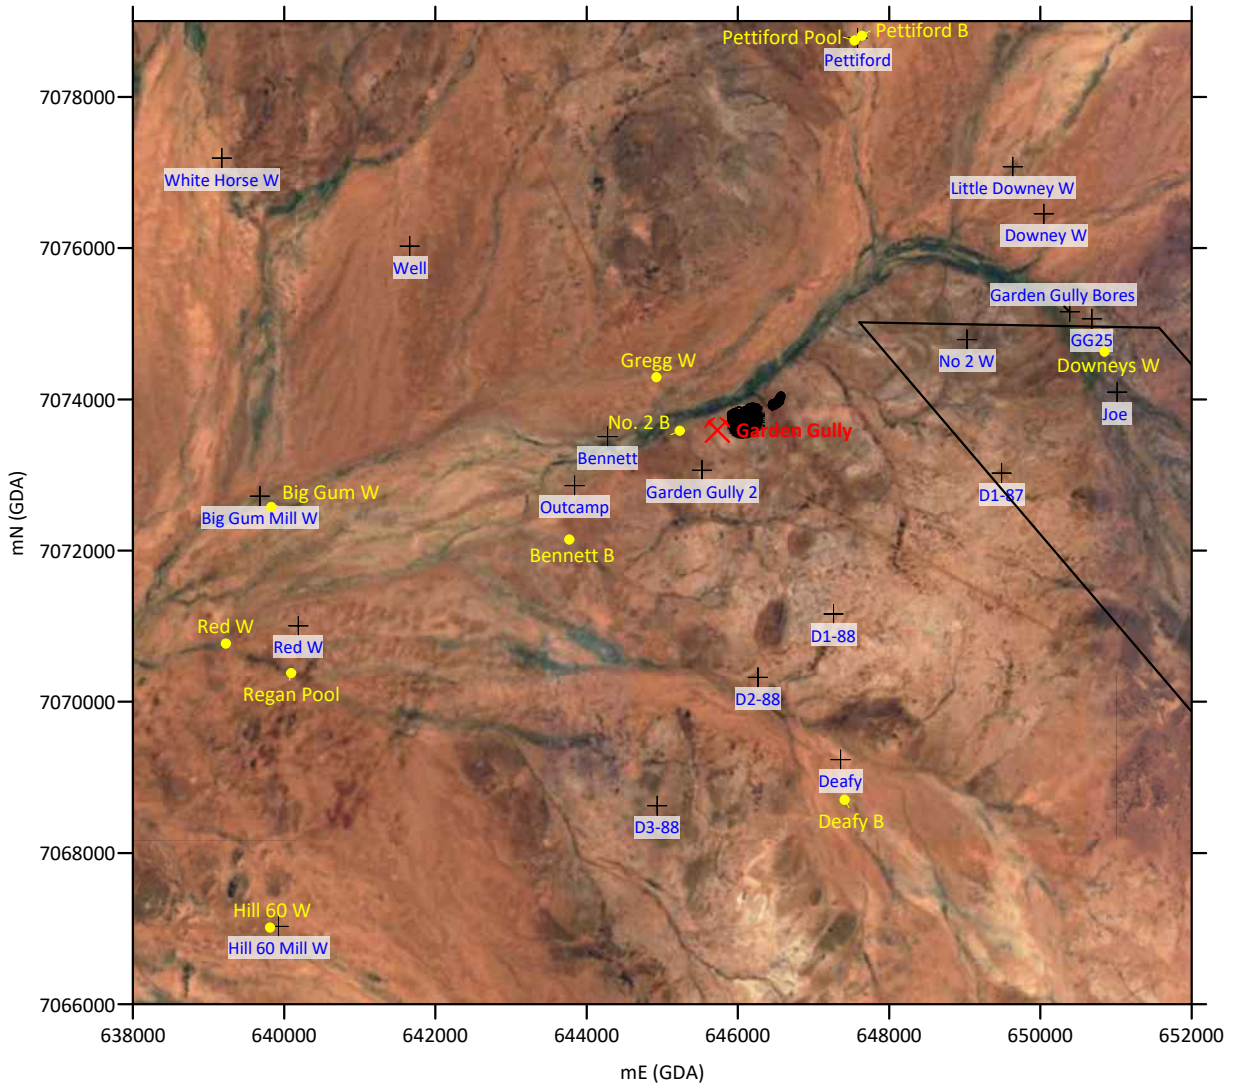 Pettiford B
Pettiford Pool
Pettiford
7078000
White Horse W
Little Downey W
Downey W
7076000
Well
Garden Gully Bores
GG25
No 2 W
Downeys W
Gregg W
7074000
Joe
No. 2 B
Garden Gully
Bennett
Garden Gully 2
D1-87
Big Gum W
Outcamp
Big Gum Mill W
mN (GDA)
7072000
Bennett B
Red W
D1-88
Red W
Regan Pool
7070000
D2-88
Deafy
Deafy B
D3-88
7068000
Hill 60 W
Hill 60 Mill W
7066000
638000
640000
642000
644000
646000
648000
650000
652000
mE (GDA)